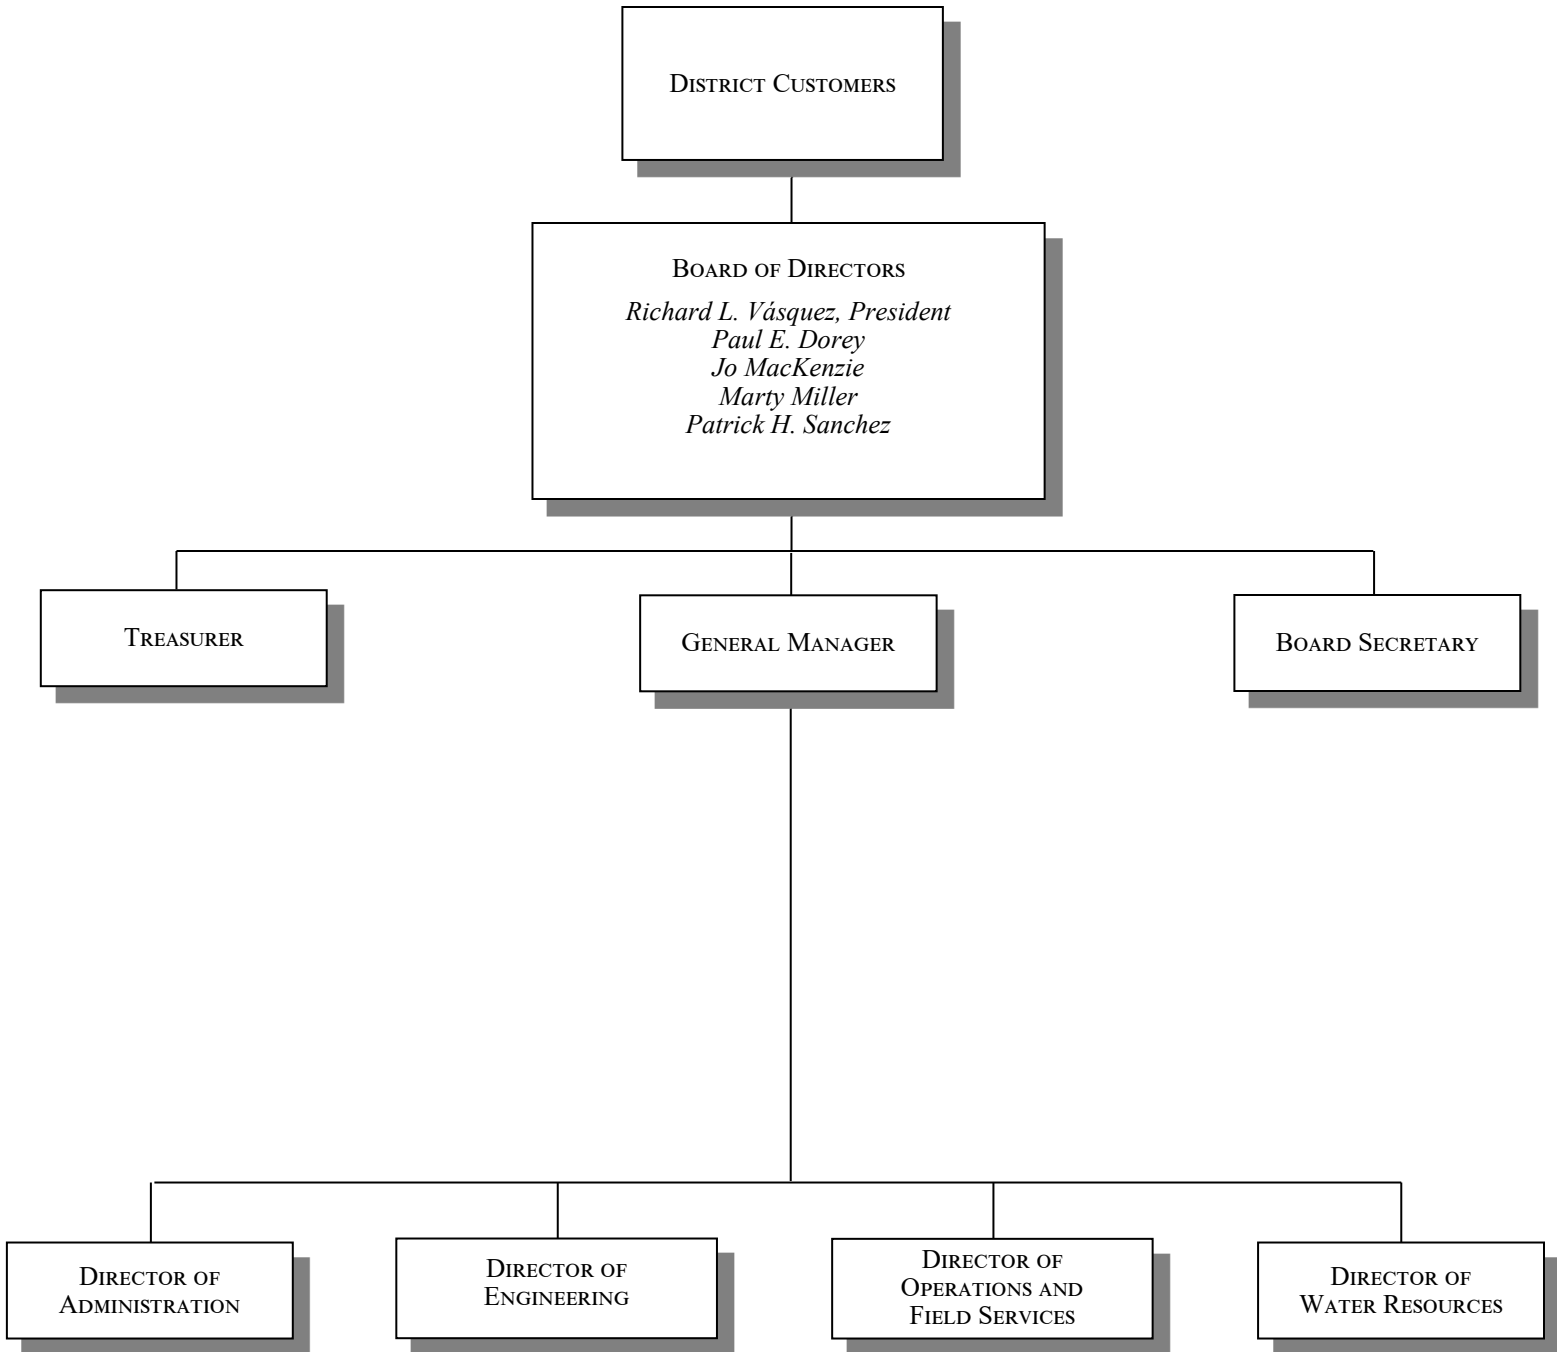 District Customers
Board of Directors
Richard L. Vásquez, President
Paul E. Dorey
Jo MacKenzie
Marty Miller
Patrick H. Sanchez
Treasurer
General Manager
Board Secretary
Director of
Administration
Director of
Engineering
Director of
Operations and
Field Services
Director of
Water Resources